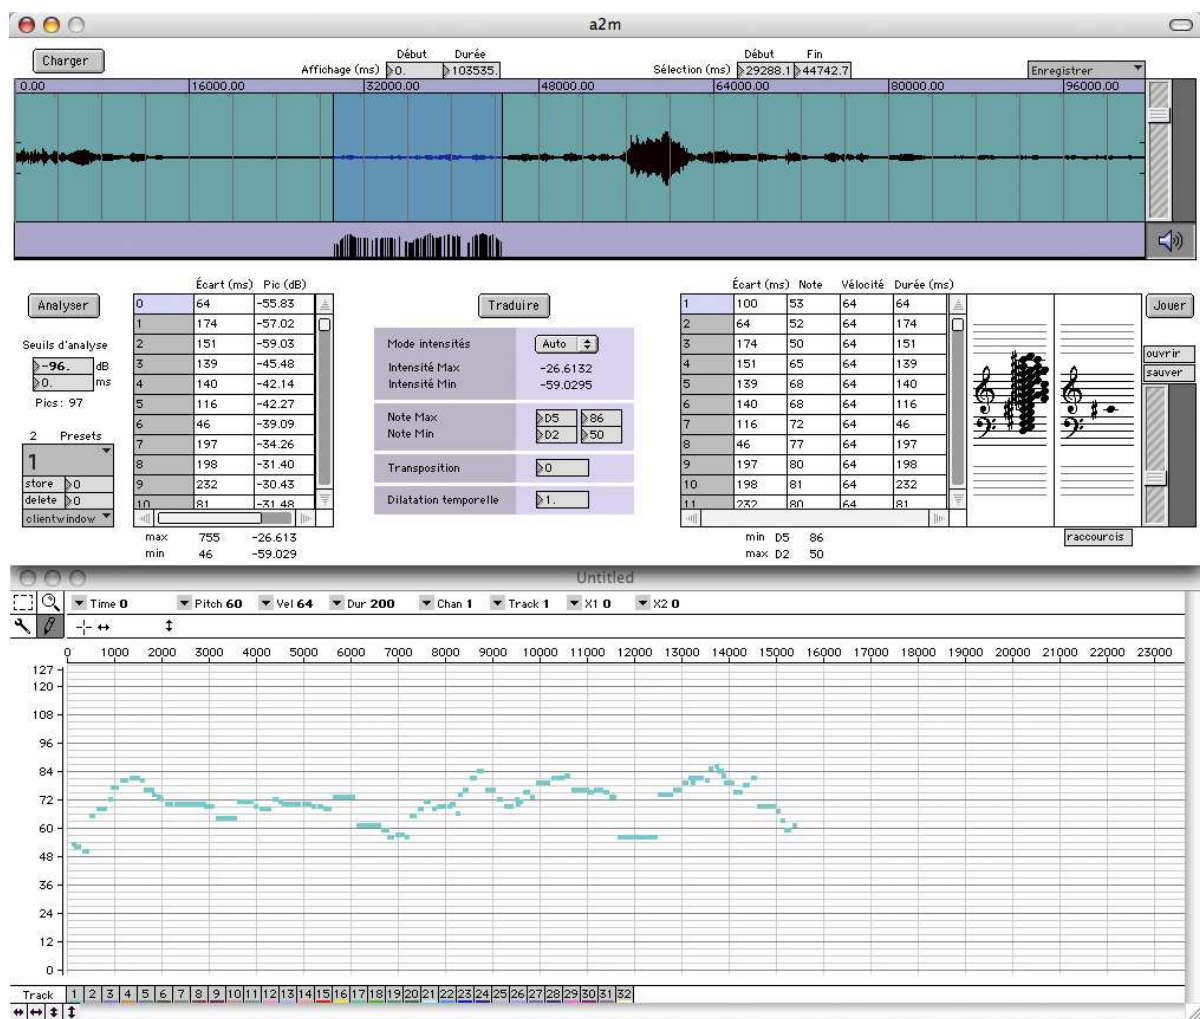 a2m
Charger
Affichage (ms) Début 0. Durée 103535.
Sélection (ms) Début 29288.1 Fin 44742.7
Enregistrer
0.00 16000.00 32000.00 48000.00 64000.00 80000.00 96000.00
Analyser
Seuils d'analyse
-96. dB
0. ms
Pics: 97
2 Presets
1
store 0
delete 0
clientwindow
Écart (ms) Pic (dB)
0 64 -55.83
1 174 -57.02
2 151 -59.03
3 139 -45.48
4 140 -42.14
5 116 -42.27
6 46 -39.09
7 197 -34.26
8 198 -31.40
9 232 -30.43
10 81 -31.48
max 755 -26.613
min 46 -59.029
Traduire
Mode intensités Auto
Intensité Max -26.6132
Intensité Min -59.0295
Note Max D5 86
Note Min D2 50
Transposition 0
Dilatation temporelle 1.
Écart (ms) Note Vélocité Durée (ms)
1 100 53 64 64
2 64 52 64 174
3 174 50 64 151
4 151 65 64 139
5 139 68 64 140
6 140 68 64 116
7 116 72 64 46
8 46 77 64 197
9 197 80 64 198
10 198 81 64 232
11 232 80 64 81
min D5 86
max D2 50
Jouer
ouvrir
sauver
raccourcis
Untitled
Time 0 Pitch 60 Vel 64 Dur 200 Chan 1 Track 1 X1 0 X2 0
0 1000 2000 3000 4000 5000 6000 7000 8000 9000 10000 11000 12000 13000 14000 15000 16000 17000 18000 19000 20000 21000 22000 23000
127
120
108
96
84
72
60
48
36
24
12
0
Track 1 2 3 4 5 6 7 8 9 10 11 12 13 14 15 16 17 18 19 20 21 22 23 24 25 26 27 28 29 30 31 32